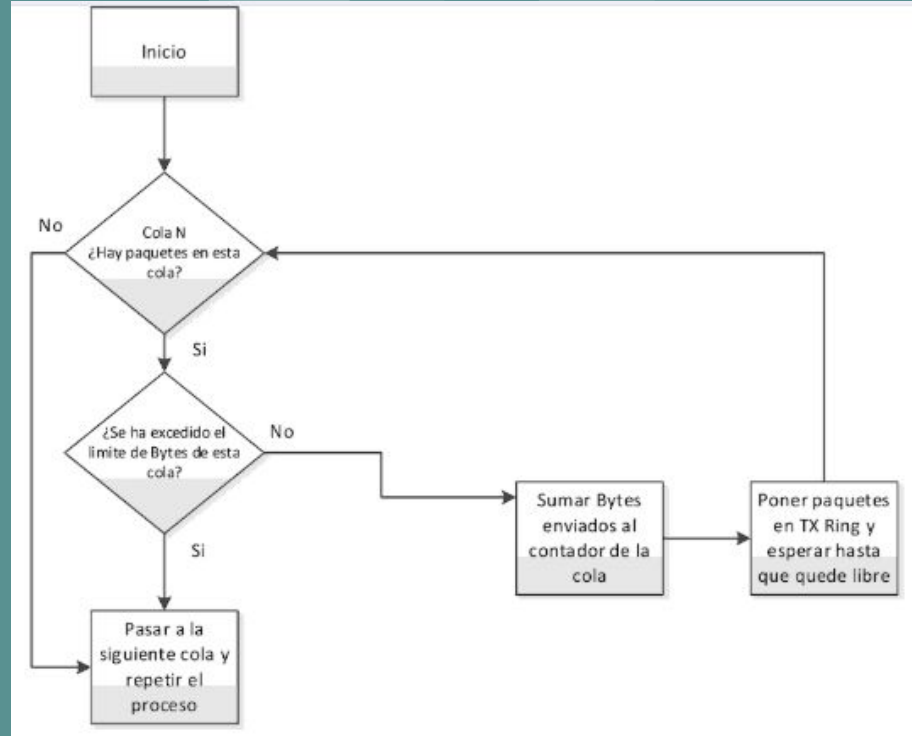 Inicio
No
Cola N
¿Hay paquetes en esta
cola?
Si
¿Se ha excedido el
limite de Bytes de esta
cola?
No
Si
Sumar Bytes
enviados al
contador de la
cola
Poner paquetes
en TX Ring y
esperar hasta
que quede libre
Pasar a la
siguiente cola y
repetir el
proceso